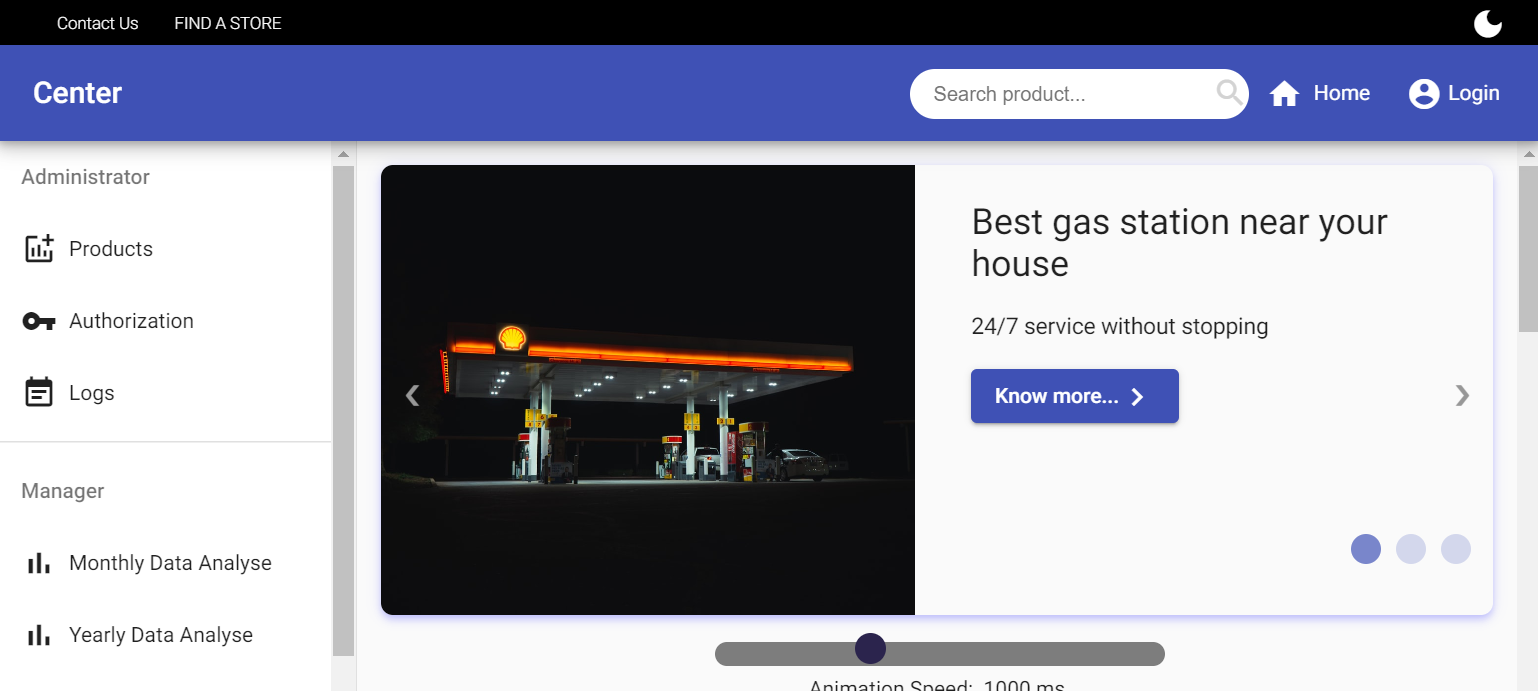 Contact Us
FIND A STORE
Center
Search product...
Home
Login
Administrator
Products
Authorization
Logs
Manager
Monthly Data Analyse
Yearly Data Analyse
Best gas station near your
house
24/7 service without stopping
Know more...
Animation Speed: 1000 ms